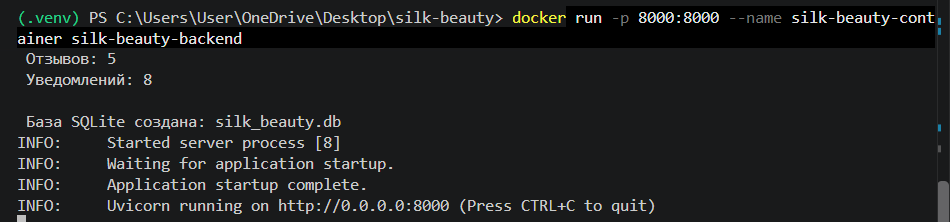 (.venv) PS C:\Users\User\OneDrive\Desktop\silk-beauty> docker run -p 8000:8000 --name silk-beauty-cont
ainer silk-beauty-backend
Отзывов: 5
Уведомлений: 8
База SQLite создана: silk_beauty.db
INFO:     Started server process [8]
INFO:     Waiting for application startup.
INFO:     Application startup complete.
INFO:     Uvicorn running on http://0.0.0.0:8000 (Press CTRL+C to quit)